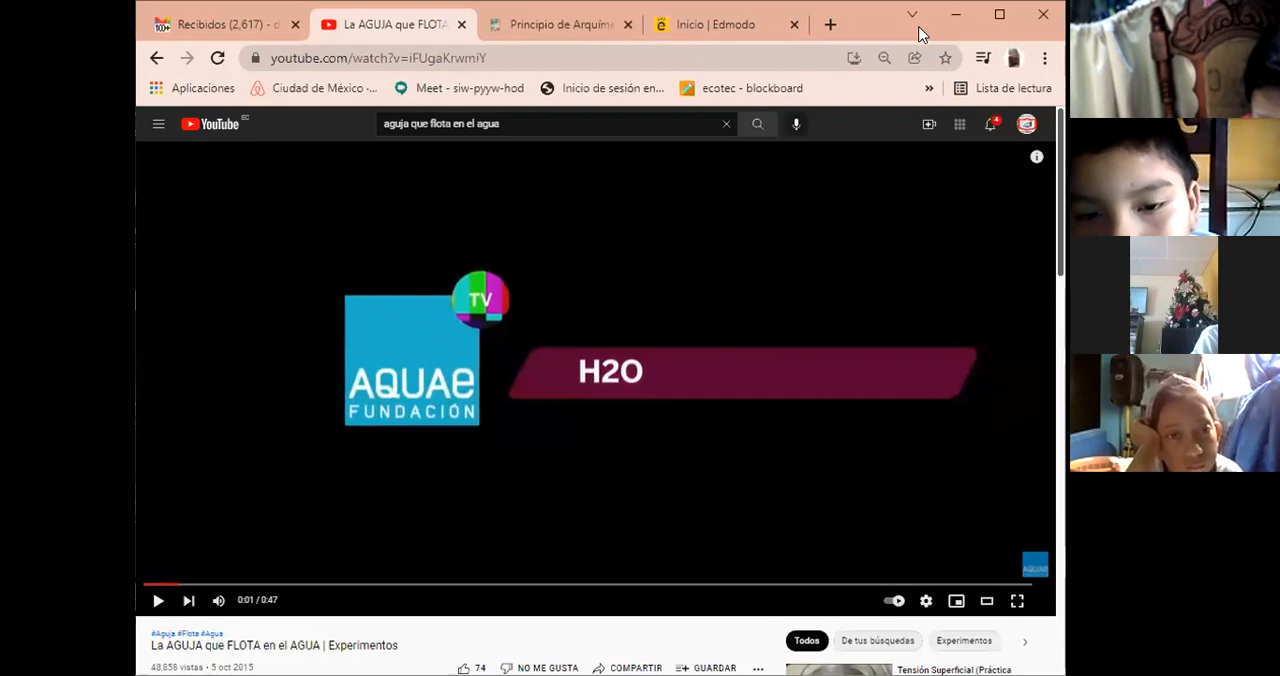 Recibidos (2,617) - d
La AGUJA que FLOTA
Principio de Arquím
Inicio | Edmodo
youtube.com/watch?v=iFUgaKrwmiY
Aplicaciones
Ciudad de México -...
Meet - siw-pyyw-hod
Inicio de sesión en...
ecotec - blockboard
»
Lista de lectura
YouTube EC
aguja que flota en el agua
4
TV
AQUAe
FUNDACIÓN
H2O
AQUAE
0:01 / 0:47
#Aguja #Flota #Agua
La AGUJA que FLOTA en el AGUA | Experimentos
48,856 vistas • 5 oct 2015
74
NO ME GUSTA
COMPARTIR
GUARDAR
Todos
De tus búsquedas
Experimentos
Tensión Superficial (Práctica